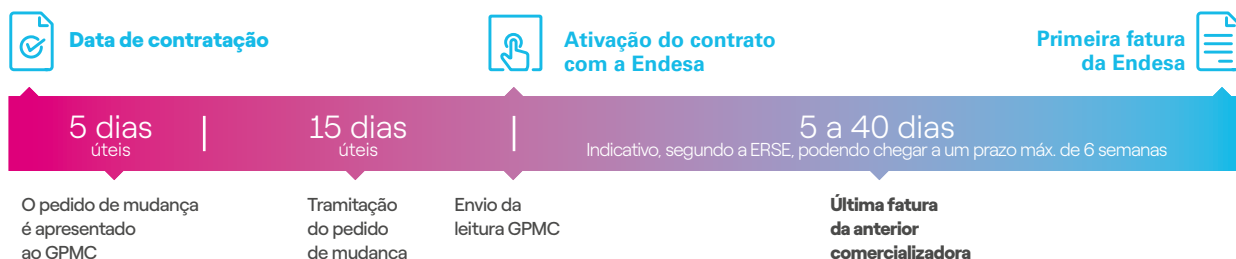 Data de contratação
Ativação do contrato
com a Endesa
Primeira fatura
da Endesa
5 dias
úteis
15 dias
úteis
5 a 40 dias
Indicativo, segundo a ERSE, podendo chegar a um prazo máx. de 6 semanas
O pedido de mudança
é apresentado
ao GPMC
Tramitação
do pedido
de mudança
Envio da
leitura GPMC
Última fatura
da anterior
comercializadora